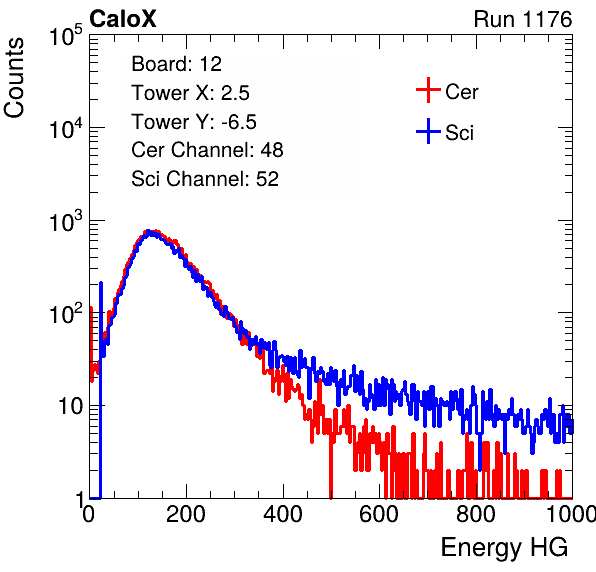 CaloX Run 1176
Counts
10^5
10^4
10^3
10^2
10
1
Board: 12
Tower X: 2.5
Tower Y: -6.5
Cer Channel: 48
Sci Channel: 52
Cer
Sci
0 200 400 600 800 1000
Energy HG